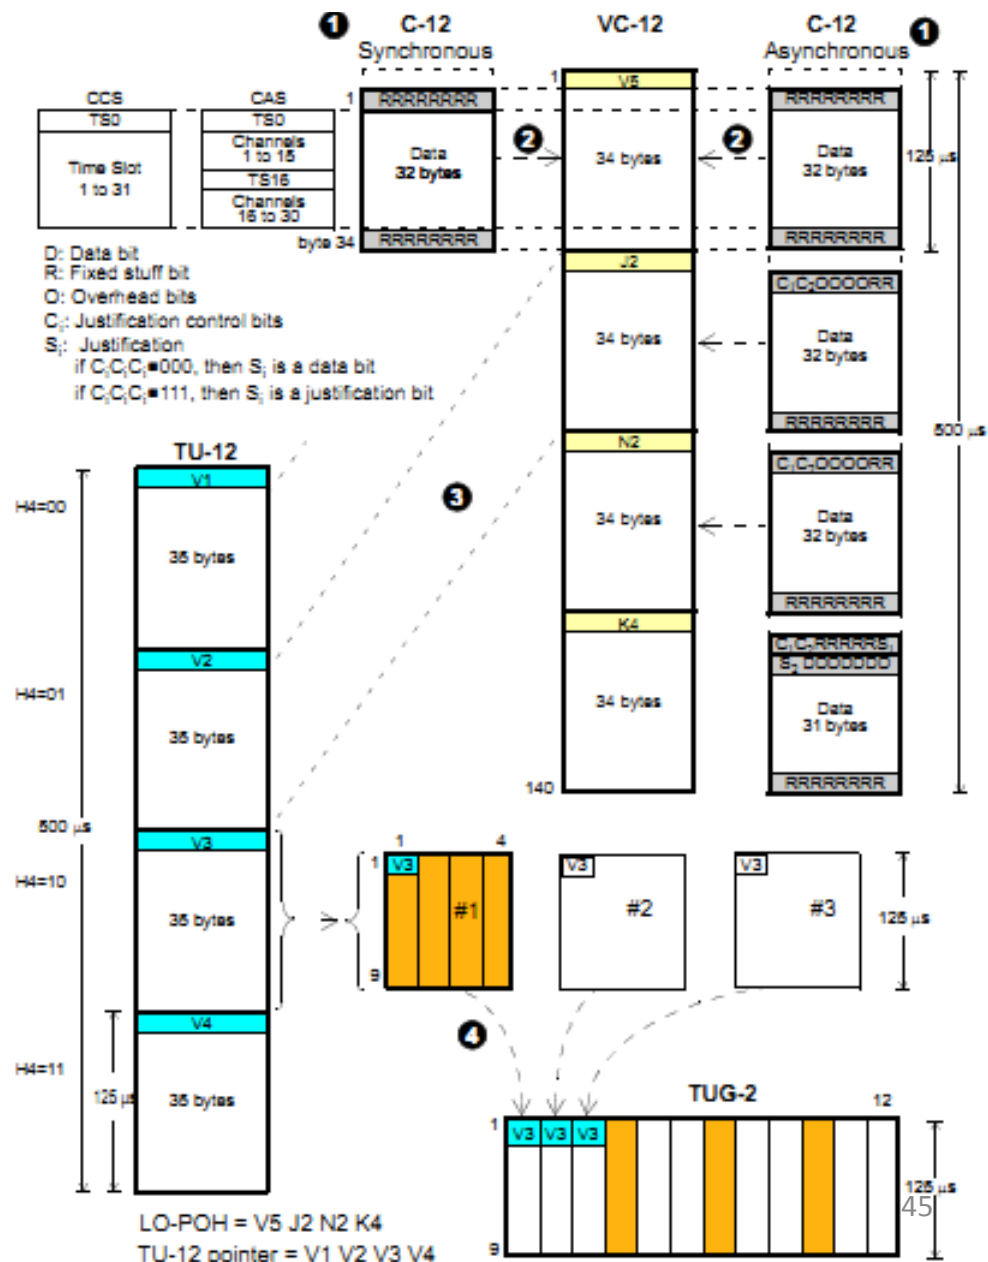 1 C-12 VC-12 C-12 1
Synchronous Asynchronous
CCS CAS
TS0 TS0
Time Slot
1 to 31
Channels
1 to 15
TS16
Channels
16 to 30
1 RRRRRRRR
Data
32 bytes
byte 34 RRRRRRRR
2
1 V5
34 bytes
2
RRRRRRRR
Data
32 bytes
RRRRRRRR
125 µs
D: Data bit
R: Fixed stuff bit
O: Overhead bits
Ci: Justification control bits
Si: Justification
if CiCiCi=000, then Si is a data bit
if CiCiCi=111, then Si is a justification bit
J2
34 bytes
C1C2OOOORR
Data
32 bytes
RRRRRRRR
500 µs
N2
34 bytes
C1C2OOOORR
Data
32 bytes
RRRRRRRR
K4
34 bytes
140
C1C2RRRRRS1
S2 DDDDDDD
Data
31 bytes
RRRRRRRR
3
TU-12
H4=00
V1
35 bytes
H4=01
V2
35 bytes
500 µs
H4=10
V3
35 bytes
H4=11
125 µs
V4
35 bytes
1 4
1 V3
#1
9
V3
#2
V3
#3
125 µs
4
TUG-2
12
1 V3 V3 V3
9
125 µs
45
LO-POH = V5 J2 N2 K4
TU-12 pointer = V1 V2 V3 V4